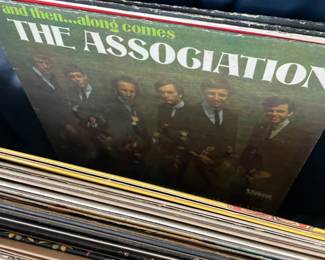 and then...along comes
THE ASSOCIATION